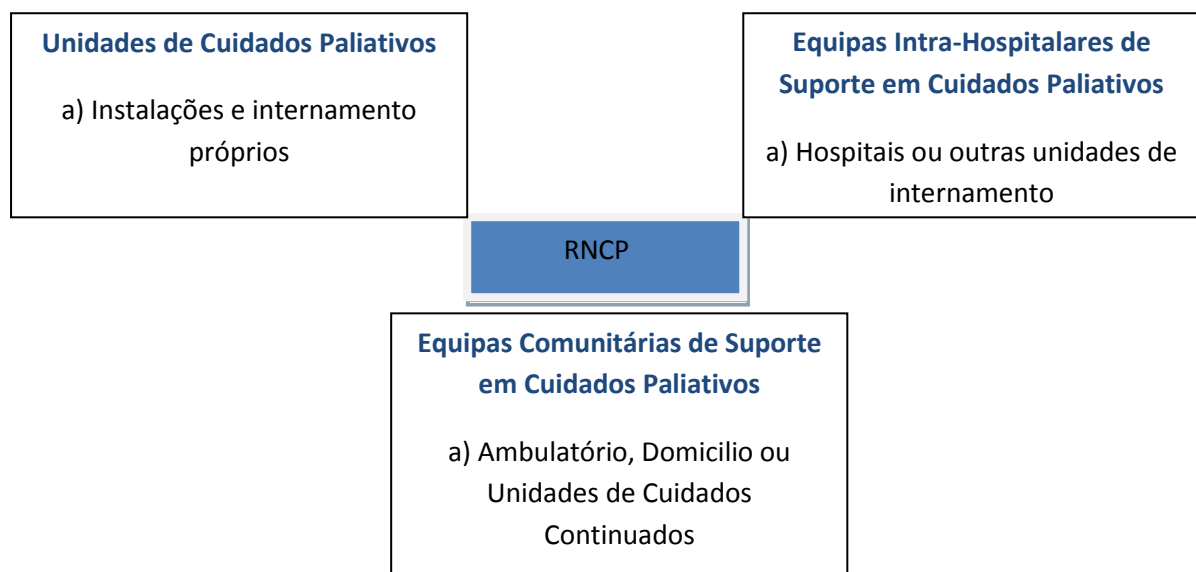 Unidades de Cuidados Paliativos
a) Instalações e internamento
próprios
Equipas Intra-Hospitalares de
Suporte em Cuidados Paliativos
a) Hospitais ou outras unidades de
internamento
RNCP
Equipas Comunitárias de Suporte
em Cuidados Paliativos
a) Ambulatório, Domicilio ou
Unidades de Cuidados
Continuados